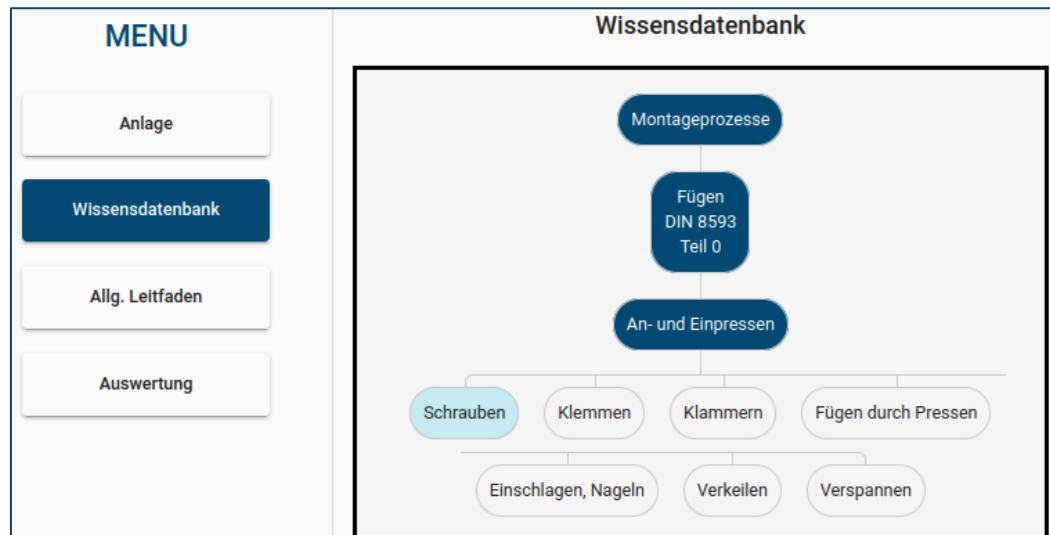 MENU
Anlage
Wissensdatenbank
Allg. Leitfaden
Auswertung
Wissensdatenbank
Montageprozesse
Fügen
DIN 8593
Teil 0
An- und Einpressen
Schrauben
Klemmen
Klammern
Fügen durch Pressen
Einschlagen, Nageln
Verkeilen
Verspannen